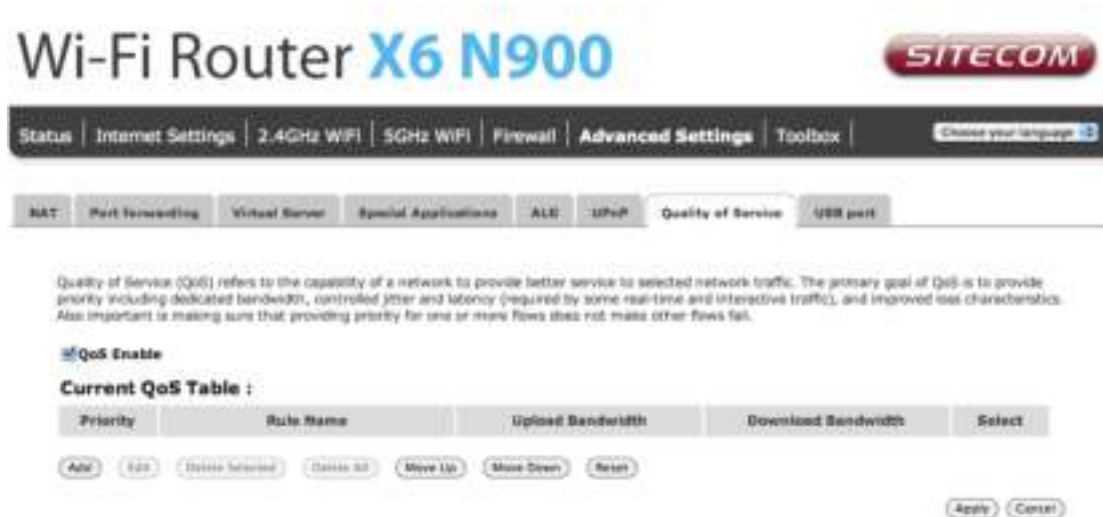 Wi-Fi Router X6 N900
SITECOM
Status | Internet Settings | 2.4GHz WiFi | 5GHz WiFi | Firewall | Advanced Settings | Toolbox |
Choose your language
NAT Port forwarding Virtual Server Special Applications ALG UPnP Quality of Service USB port
Quality of Service (QoS) refers to the capability of a network to provide better service to selected network traffic. The primary goal of QoS is to provide
priority including dedicated bandwidth, controlled jitter and latency (required by some real-time and interactive traffic), and improved loss characteristics.
Also important is making sure that providing priority for one or more flows does not make other flows fail.
QoS Enable
Current QoS Table :
Priority Rule Name Upload Bandwidth Download Bandwidth Select
Add Edit Delete Selected Delete All Move Up Move Down Reset
Apply Cancel